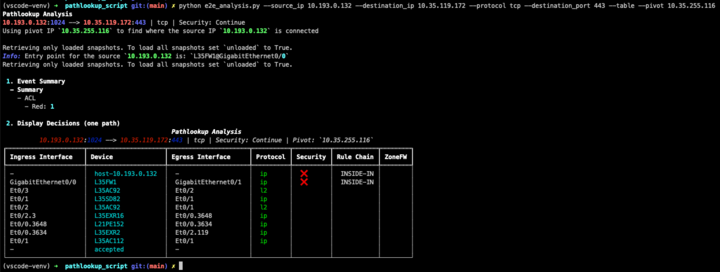 (vscode-venv) → pathlookup_script git:(main) ✗ python e2e_analysis.py --source_ip 10.193.0.132 --destination_ip 10.35.119.172 --protocol tcp --destination_port 443 --table --pivot 10.35.255.116
Pathlookup Analysis
10.193.0.132:1024 ——> 10.35.119.172:443 | tcp | Security: Continue
Using pivot IP `10.35.255.116` to find where the source IP `10.193.0.132` is connected
Retrieving only loaded snapshots. To load all snapshots set `unloaded` to True.
Info: Entry point for the source `10.193.0.132 is: `L35FW1@GigabitEthernet0/0`
Retrieving only loaded snapshots. To load all snapshots set `unloaded` to True.
1. Event Summary
- Summary
- ACL
- Red: 1
2. Display Decisions (one path)
Pathlookup Analysis
10.193.0.132:1024 ——> 10.35.119.172:443 | tcp | Security: Continue | Pivot: `10.35.255.116`
Ingress Interface Device Egress Interface Protocol Security Rule Chain ZoneFW
- host-10.193.0.132 - ip ❌ INSIDE-IN
GigabitEthernet0/0 L35FW1 GigabitEthernet0/1 ip ❌ INSIDE-IN
Et0/3 L35AC92 Et0/2 l2
Et0/1 L35SD82 Et0/1 ip
Et0/2 L35AC92 Et0/1 l2
Et0/2.3 L35EXR16 Et0/0.3648 ip
Et0/0.3648 L21PE152 Et0/0.3634 ip
Et0/0.3634 L35EXR2 Et0/2.119 ip
Et0/1 L35AC112 Et0/1 ip
- accepted -
(vscode-venv) → pathlookup_script git:(main) ✗